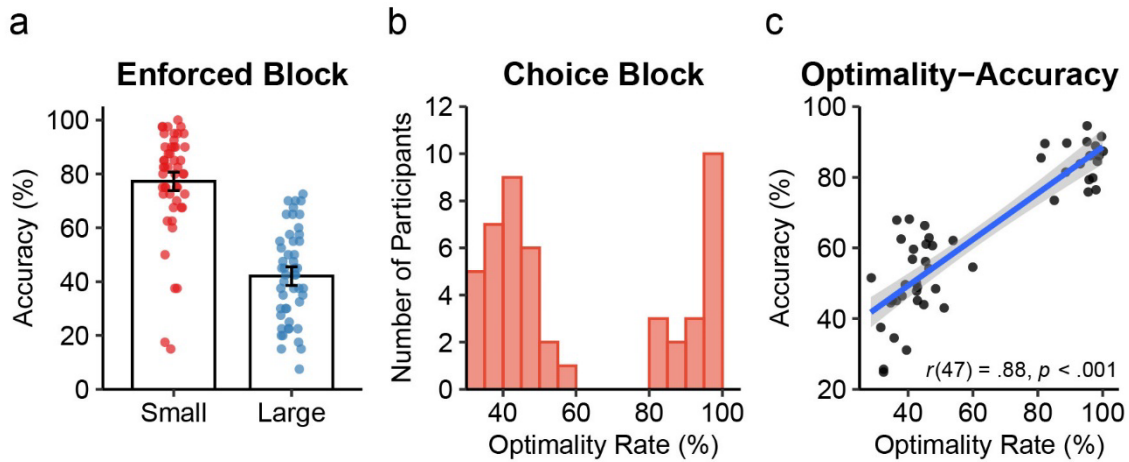 a
Enforced Block
Accuracy (%)
100
80
60
40
20
0
Small Large
b
Choice Block
Number of Participants
12
10
8
6
4
2
0
40 60 80 100
Optimality Rate (%)
c
Optimality−Accuracy
Accuracy (%)
100
80
60
40
20
r(47) = .88, p < .001
40 60 80 100
Optimality Rate (%)